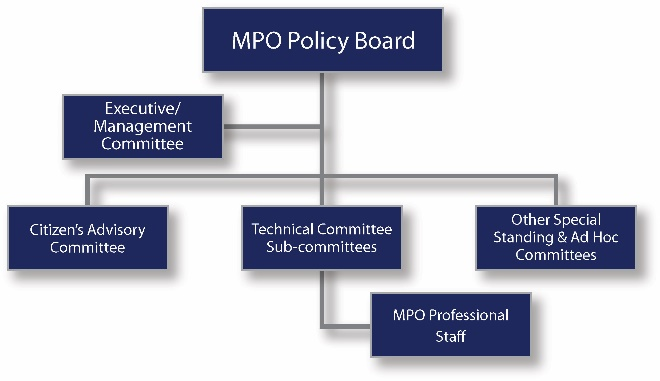 MPO Policy Board
Executive/
Management
Committee
Citizen's Advisory
Committee
Technical Committee
Sub-committees
Other Special
Standing & Ad Hoc
Committees
MPO Professional
Staff